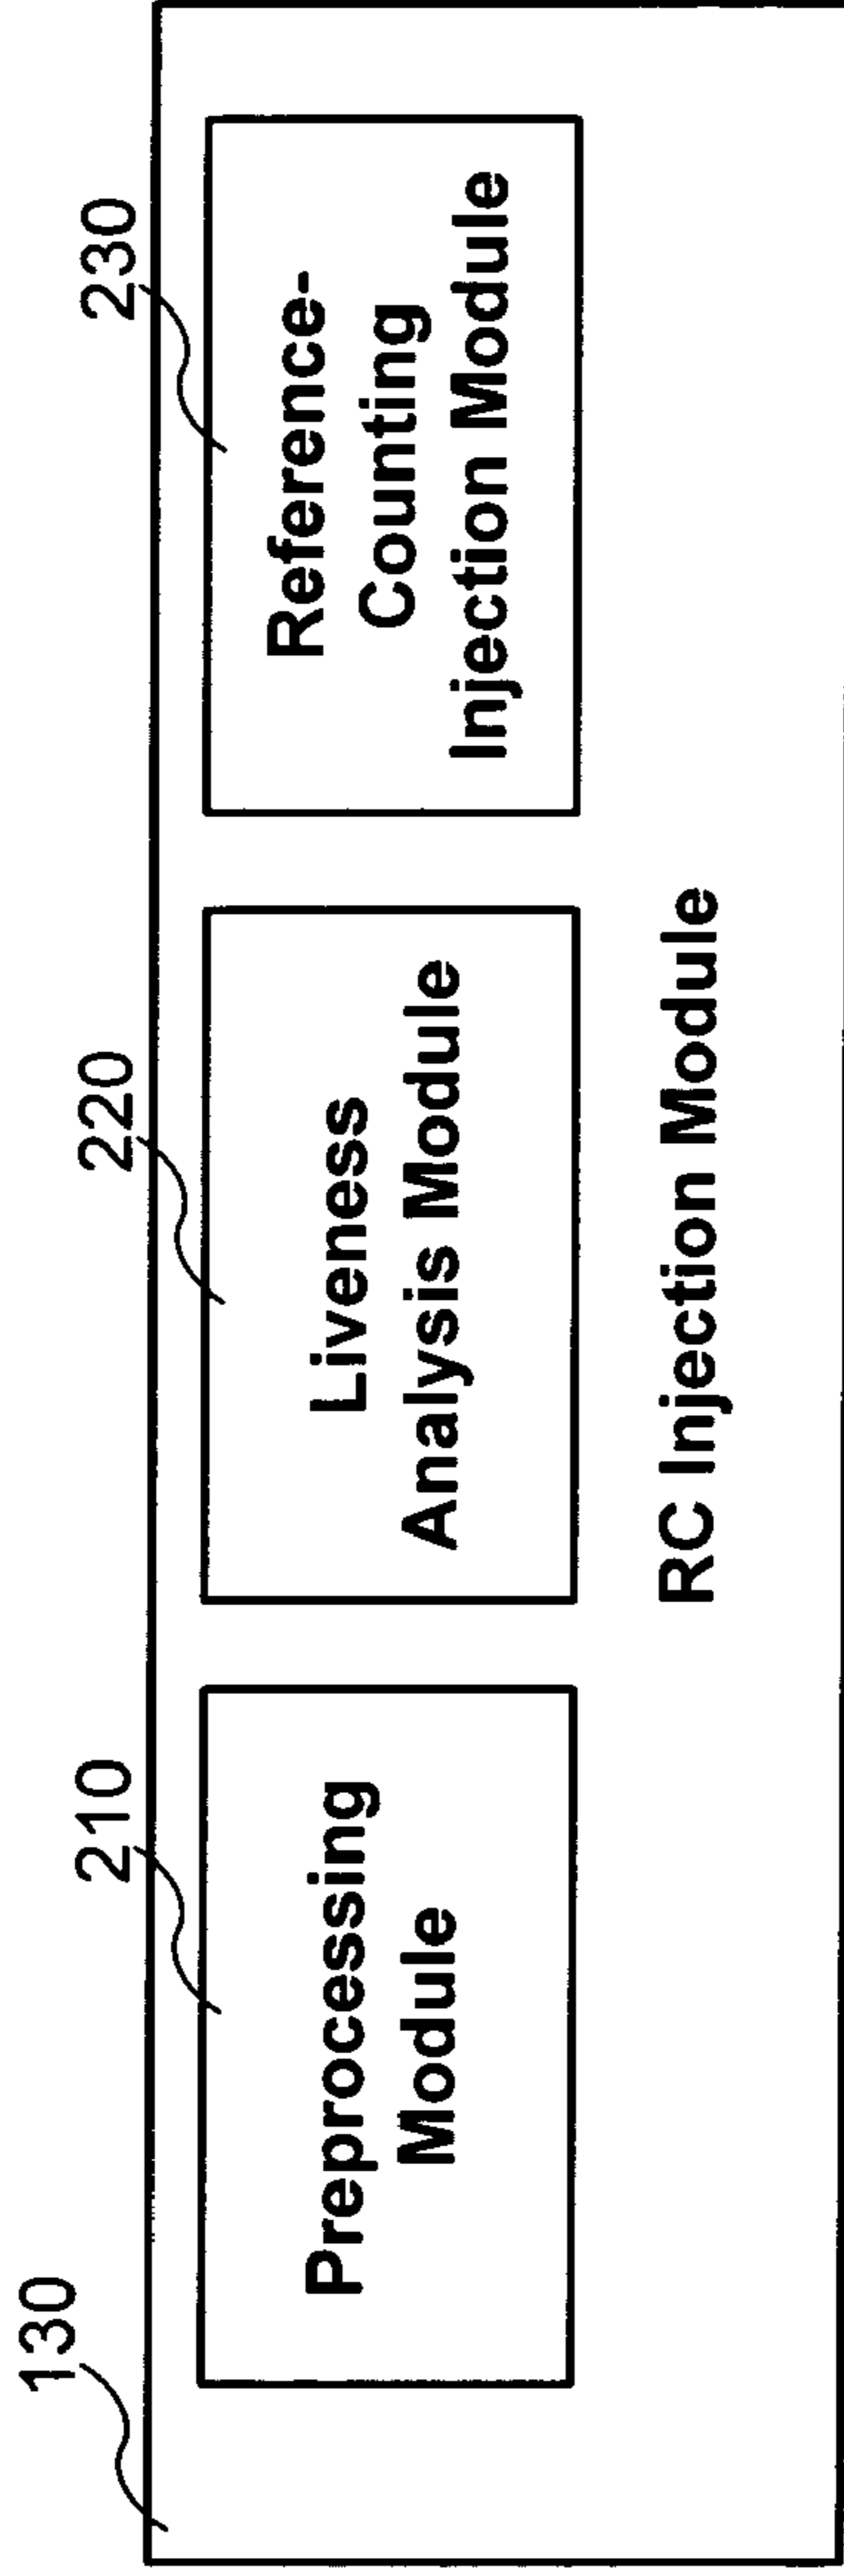 130
210
220
230
Preprocessing
Module
Liveness
Analysis Module
Reference-
Counting
Injection Module
RC Injection Module